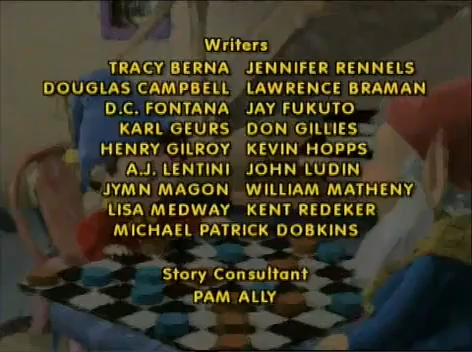 Writers
TRACY BERNA JENNIFER RENNELS
DOUGLAS CAMPBELL LAWRENCE BRAMAN
D.C. FONTANA JAY FUKUTO
KARL GEURS DON GILLIES
HENRY GILROY KEVIN HOPPS
A.J. LENTINI JOHN LUDIN
JYMN MAGON WILLIAM MATHENY
LISA MEDWAY KENT REDEKER
MICHAEL PATRICK DOBKINS
Story Consultant
PAM ALLY